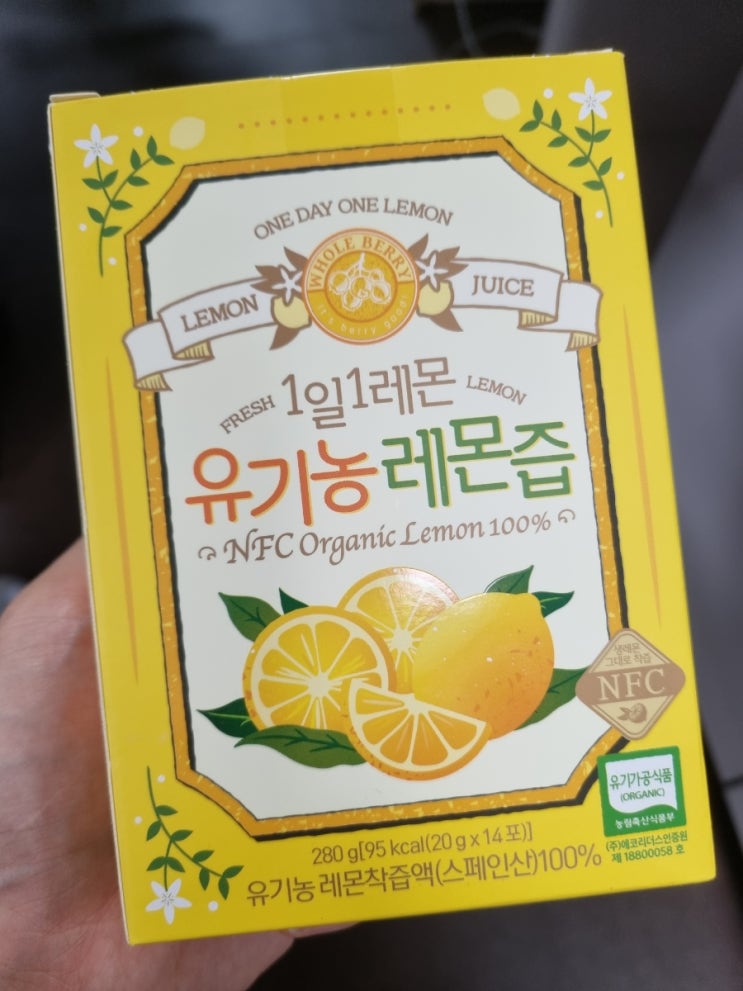 ONE DAY ONE LEMON
WHOLE BERRY
it's berry good!
LEMON
JUICE
FRESH
1일1레몬
LEMON
유기농레몬즙
NFC Organic Lemon 100%
생레몬
그대로 착즙
NFC
유기가공식품
(ORGANIC)
농림축산식품부
(주)에코리더스인증원
제 18800058 호
280 g[95 kcal(20 g x 14 포)]
유기농 레몬착즙액(스페인산)100%